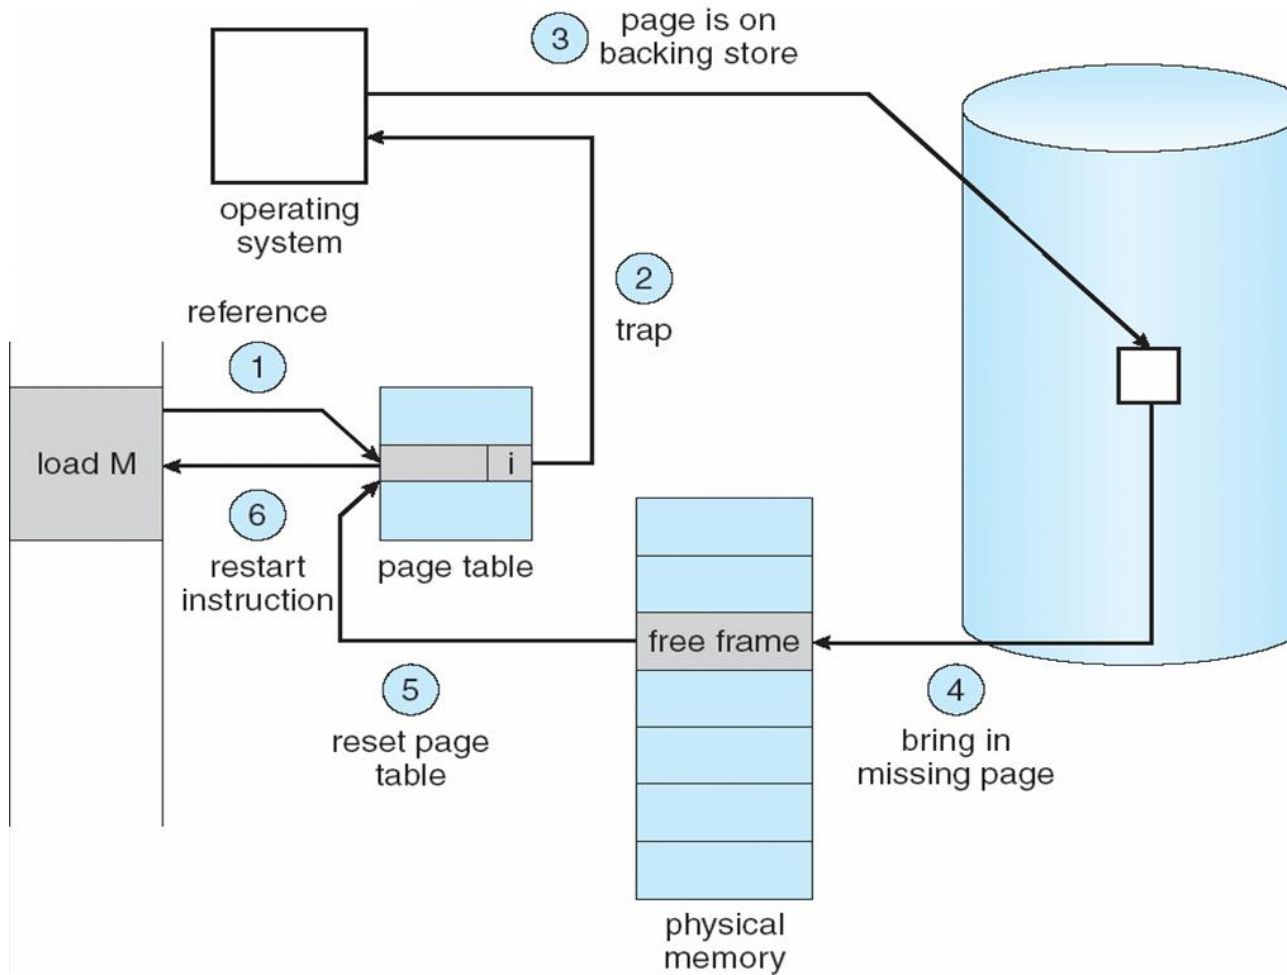 3
page is on
backing store
operating
system
2
trap
reference
1
load M
i
6
restart
instruction
page table
free frame
5
reset page
table
4
bring in
missing page
physical
memory